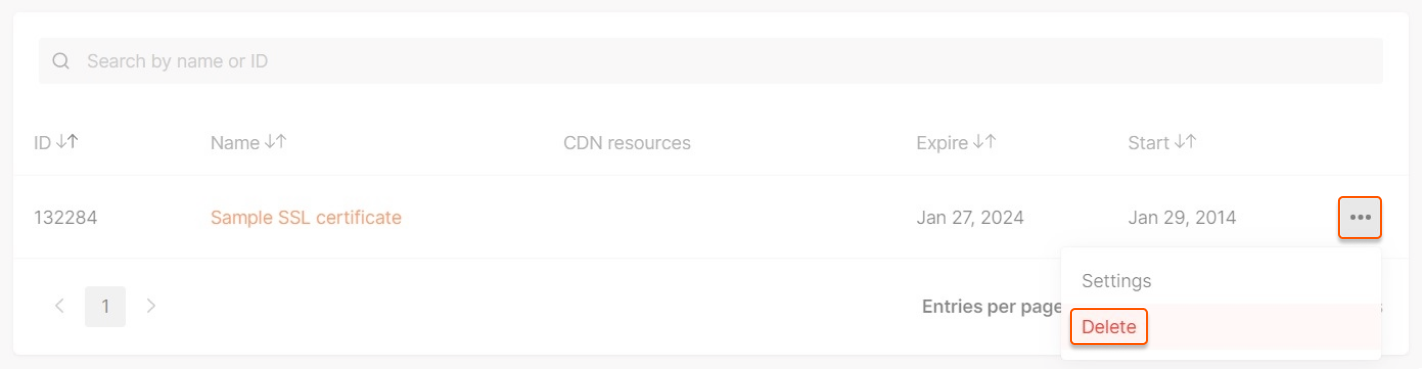 Search by name or ID
ID Name CDN resources Expire Start
132284 Sample SSL certificate Jan 27, 2024 Jan 29, 2014
Settings
1 Entries per page
Delete